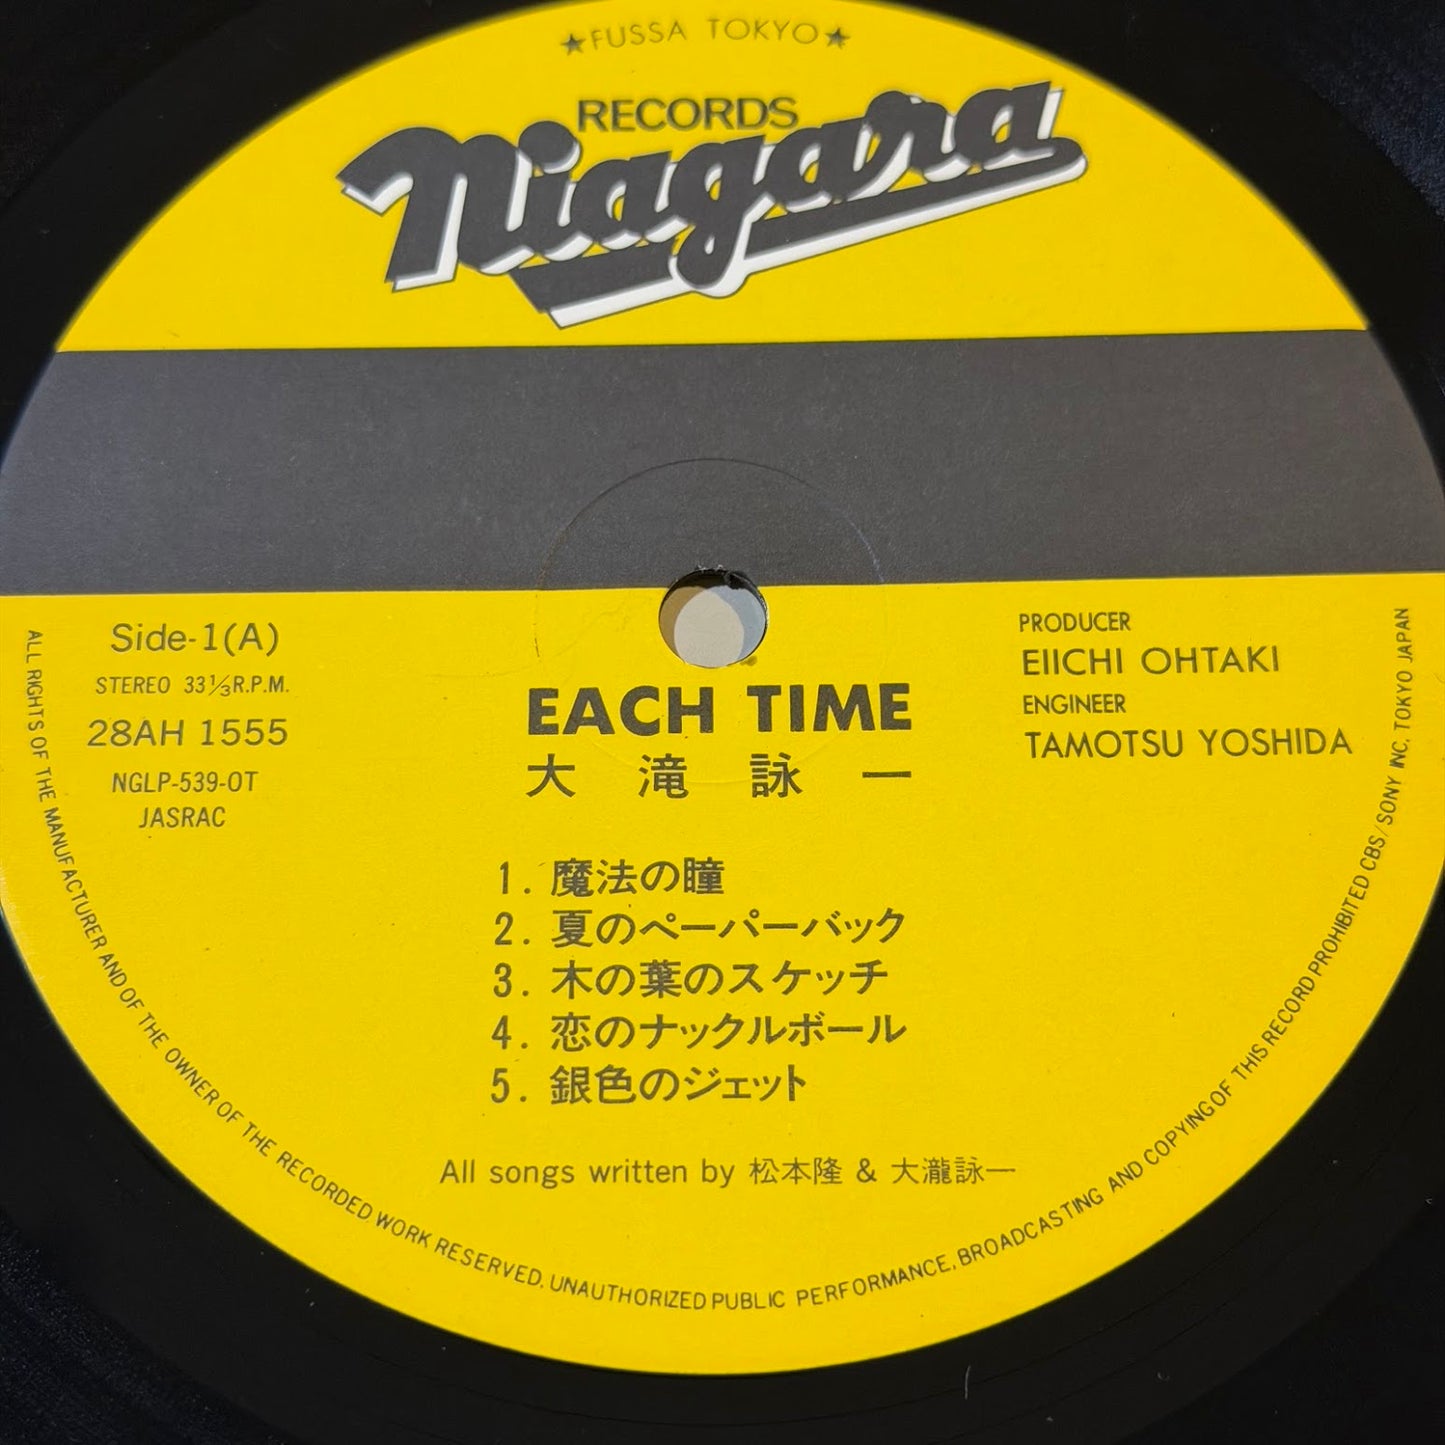 ★FUSSA TOKYO★
RECORDS
Niagara
Side-1(A)
STEREO 33⅓R.P.M.
28AH 1555
NGLP-539-OT
JASRAC
PRODUCER
EIICHI OHTAKI
ENGINEER
TAMOTSU YOSHIDA
EACH TIME
大滝詠一
1. 魔法の瞳
2. 夏のペーパーバック
3. 木の葉のスケッチ
4. 恋のナックルボール
5. 銀色のジェット
All songs written by 松本隆 & 大瀧詠一
ALL RIGHTS OF THE MANUFACTURER AND OF THE OWNER OF THE RECORDED WORK RESERVED. UNAUTHORIZED PUBLIC PERFORMANCE, BROADCASTING AND COPYING OF THIS RECORD PROHIBITED CBS/SONY INC, TOKYO JAPAN